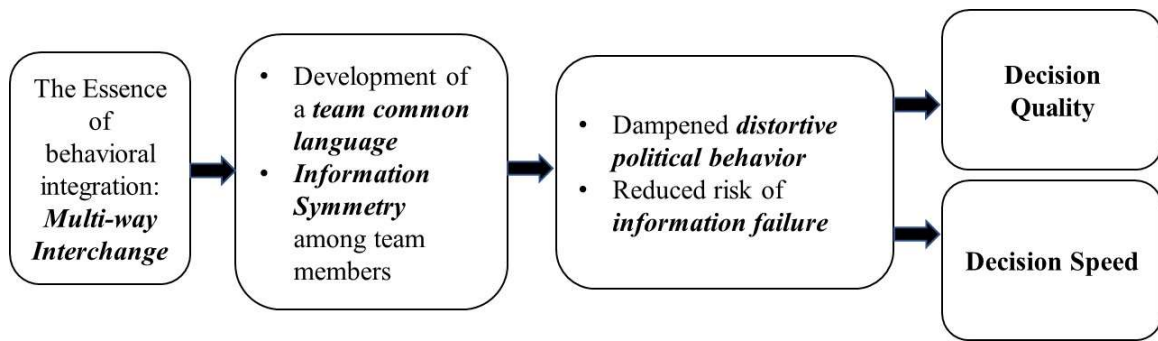 The Essence
of
behavioral
integration:
Multi-way
Interchange
• Development of
a team common
language
• Information
Symmetry
among team
members
• Dampened distortive
political behavior
• Reduced risk of
information failure
Decision
Quality
Decision Speed